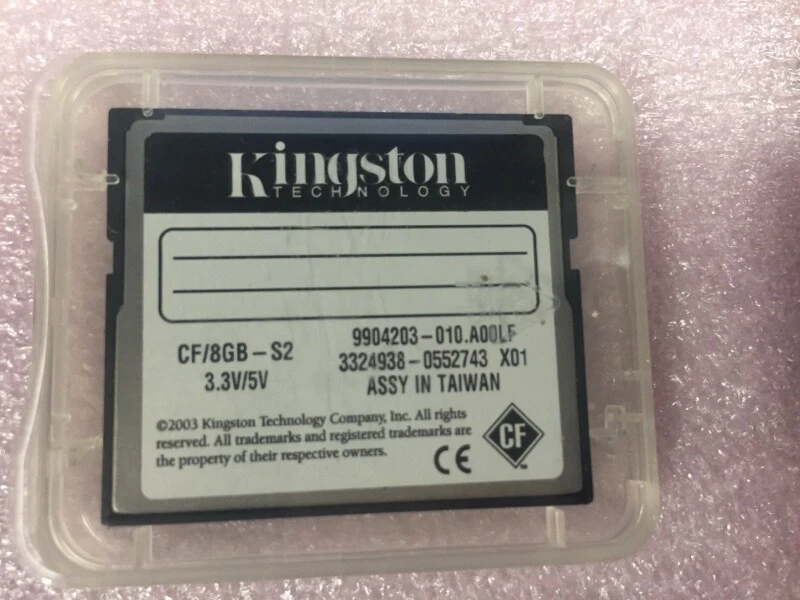 Kingston
TECHNOLOGY
CF/8GB-S2
3.3V/5V
9904203-010.A00LF
3324938-0552743 X01
ASSY IN TAIWAN
©2003 Kingston Technology Company, Inc. All rights
reserved. All trademarks and registered trademarks are
the property of their respective owners.
CE
CF
TM